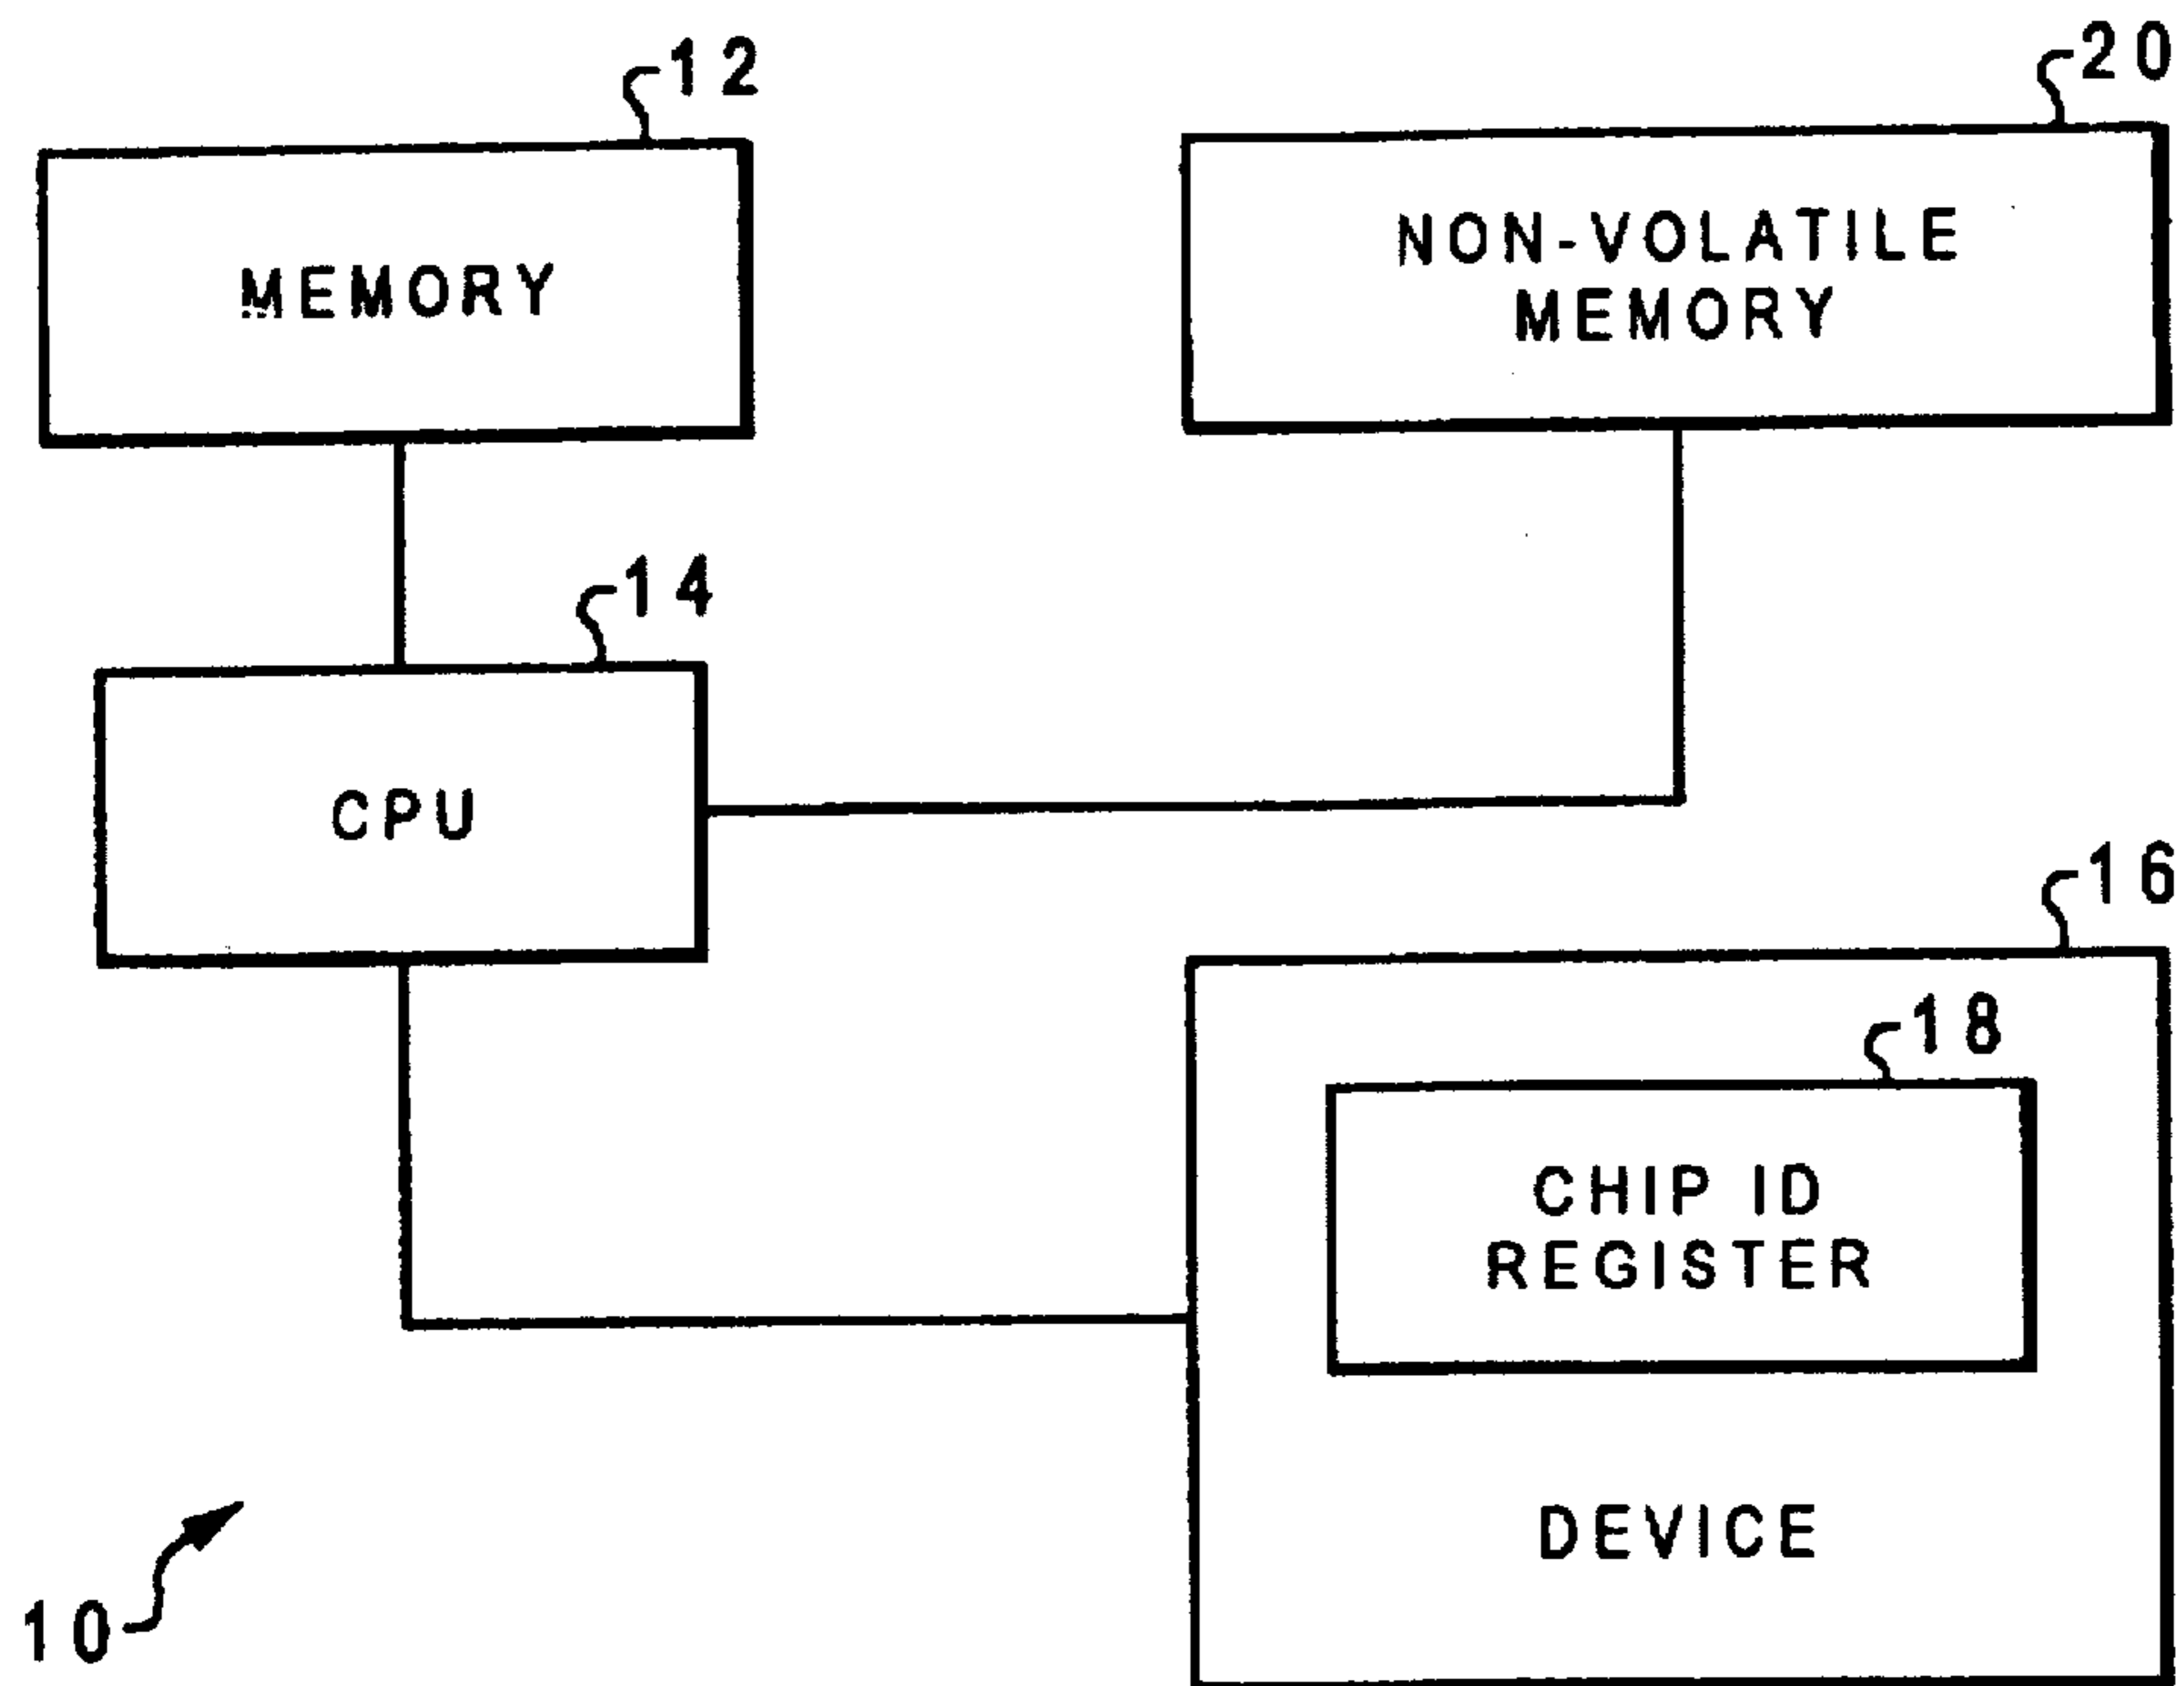 12
20
MEMORY
NON-VOLATILE
MEMORY
14
CPU
16
18
CHIP ID
REGISTER
DEVICE
10